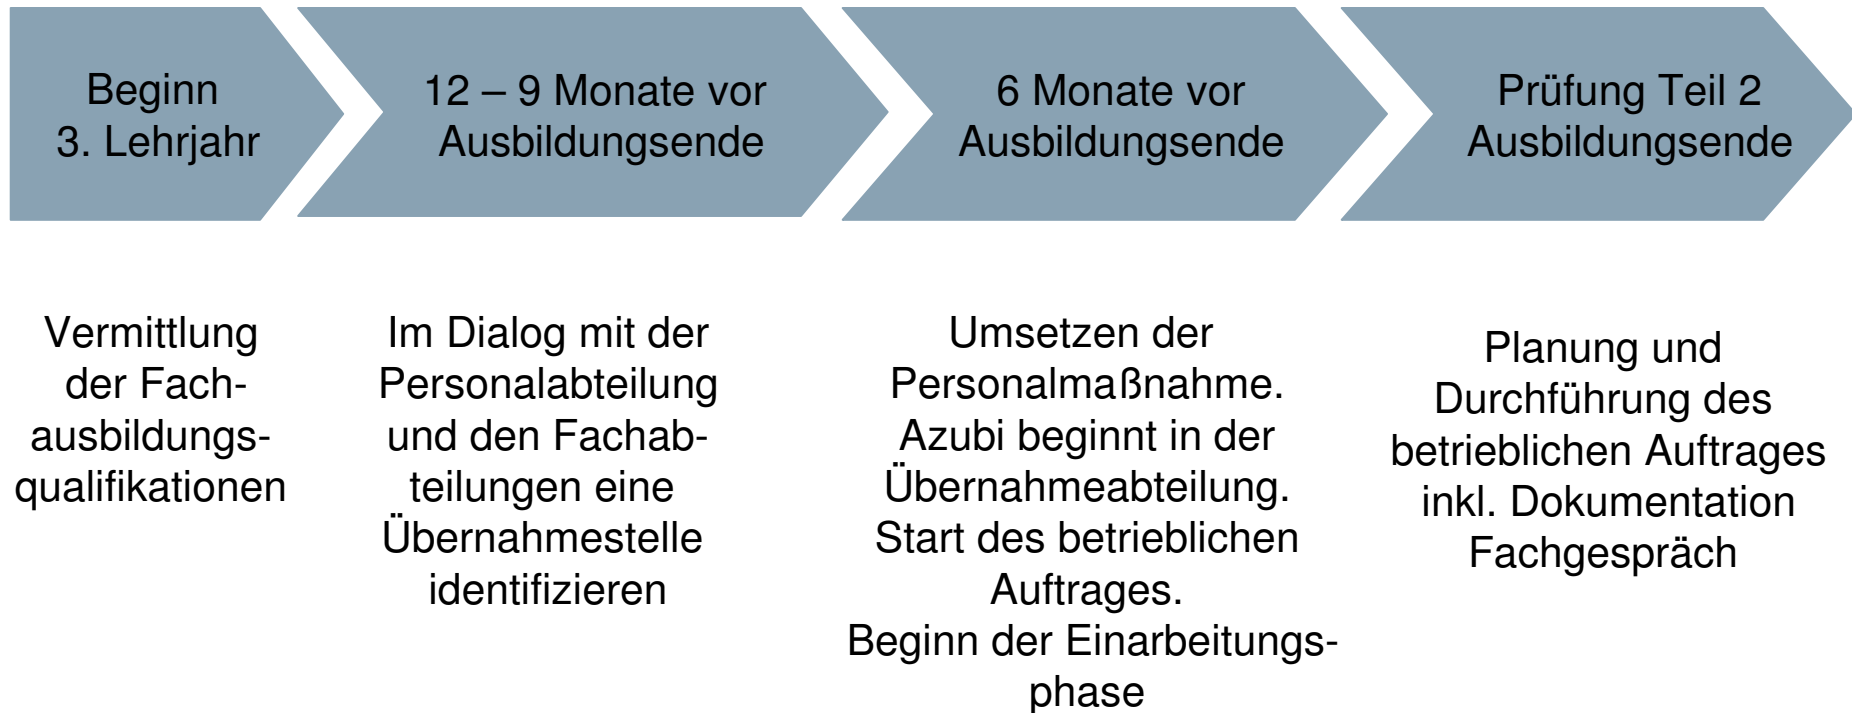 Beginn
3. Lehrjahr
12 – 9 Monate vor
Ausbildungsende
6 Monate vor
Ausbildungsende
Prüfung Teil 2
Ausbildungsende
Vermittlung
der Fach-
ausbildungs-
qualifikationen
Im Dialog mit der
Personalabteilung
und den Fachab-
teilungen eine
Übernahmestelle
identifizieren
Umsetzen der
Personalmaßnahme.
Azubi beginnt in der
Übernahmeabteilung.
Start des betrieblichen
Auftrages.
Beginn der Einarbeitungs-
phase
Planung und
Durchführung des
betrieblichen Auftrages
inkl. Dokumentation
Fachgespräch